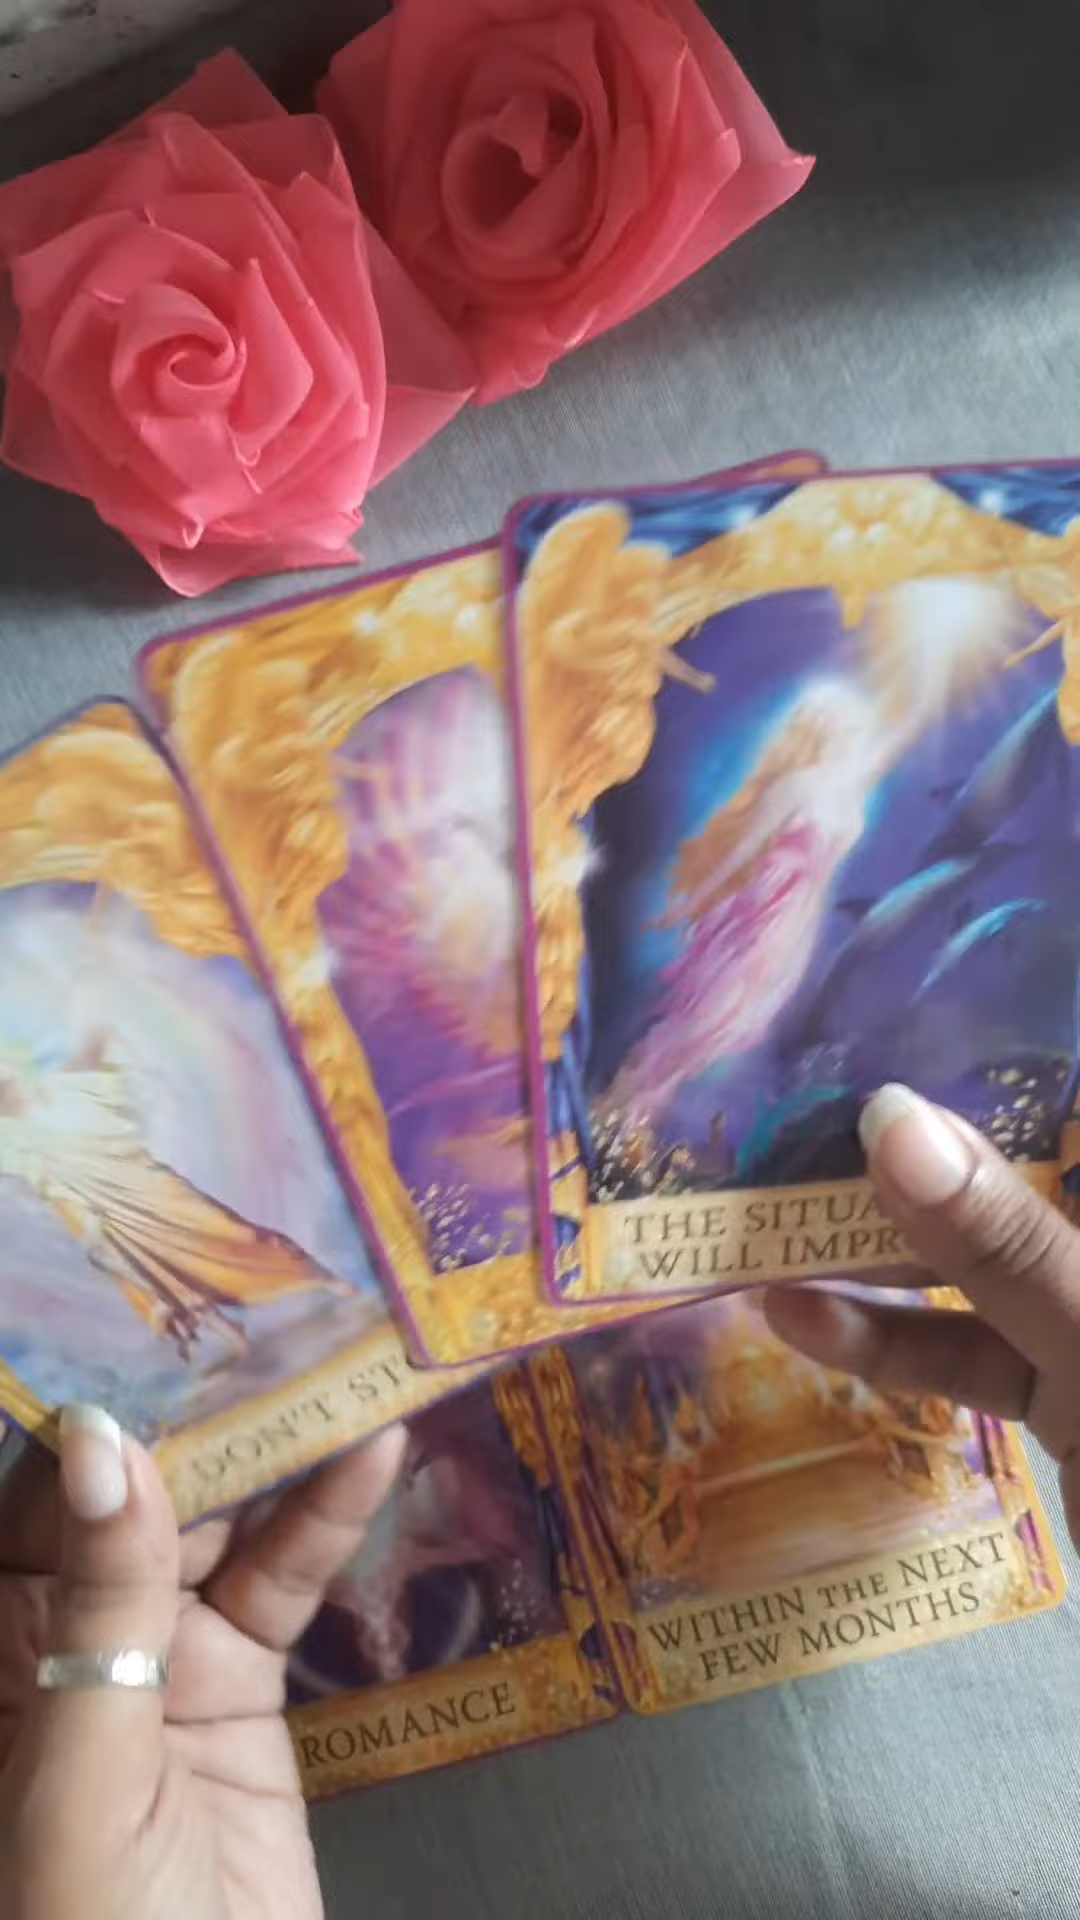 THE SITUA
WILL IMPR
DON'T ST
WITHIN THE NEXT
FEW MONTHS
ROMANCE